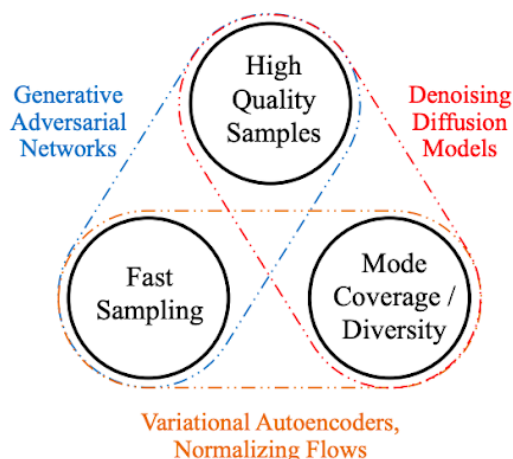 High
Quality
Samples
Generative
Adversarial
Networks
Denoising
Diffusion
Models
Fast
Sampling
Mode
Coverage /
Diversity
Variational Autoencoders,
Normalizing Flows